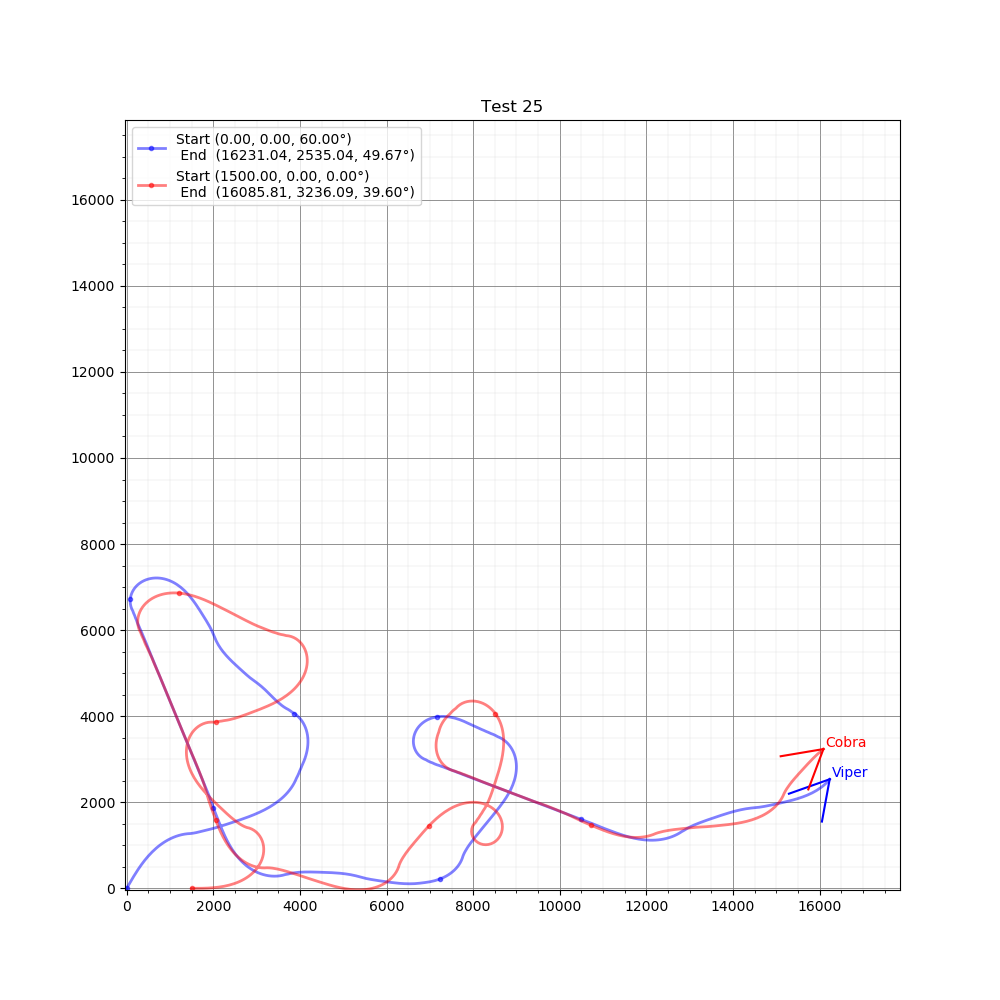 Test 25
Start (0.00, 0.00, 60.00°)
End (16231.04, 2535.04, 49.67°)
Start (1500.00, 0.00, 0.00°)
End (16085.81, 3236.09, 39.60°)
16000
14000
12000
10000
8000
6000
4000
2000
0
Cobra
Viper
0 2000 4000 6000 8000 10000 12000 14000 16000